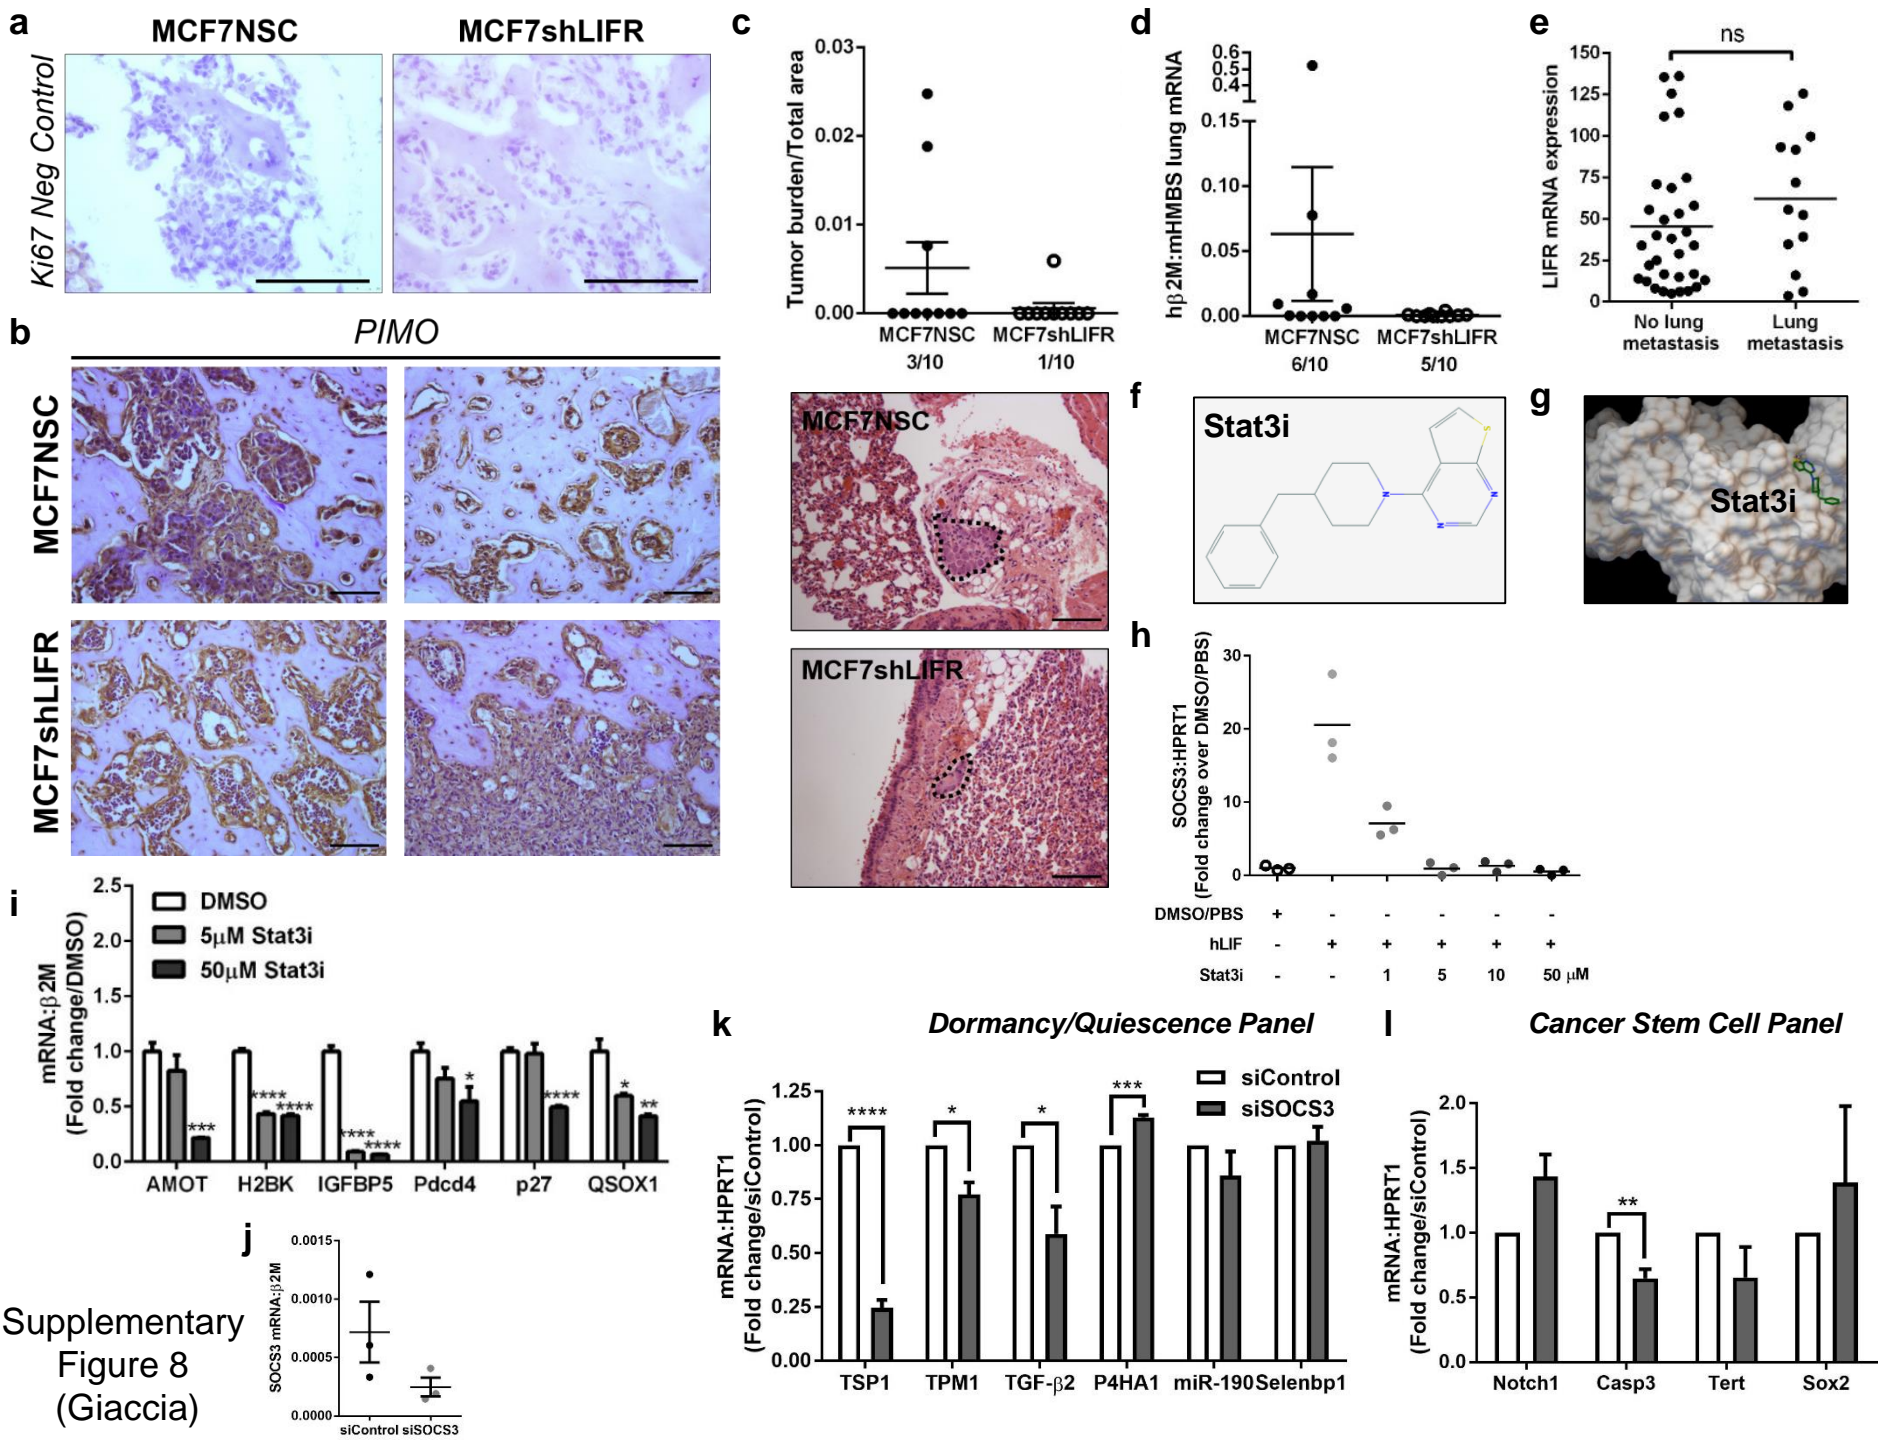 a
MCF7NSC
MCF7shLIFR
Ki67 Neg Control
b
PIMO
MCF7NSC
MCF7shLIFR
c
Tumor burden/Total area
0.03
0.02
0.01
0.00
MCF7NSC MCF7shLIFR
3/10 1/10
MCF7NSC
MCF7shLIFR
d
hβ2M:mHMBS lung mRNA
0.6
0.5
0.4
0.15
0.10
0.05
0.00
MCF7NSC MCF7shLIFR
6/10 5/10
e
ns
LIFR mRNA expression
150
125
100
75
50
25
0
No lung metastasis
Lung metastasis
f
Stat3i
S
N
N
N
g
Stat3i
h
SOCS3:HPRT1
(Fold change over DMSO/PBS)
30
20
10
0
DMSO/PBS + - - - - -
hLIF - + + + + +
Stat3i - - 1 5 10 50 μM
i
mRNA:β2M
(Fold change/DMSO)
2.5
2.0
1.5
1.0
0.5
0.0
DMSO
5μM Stat3i
50μM Stat3i
***
****
****
****
****
*
****
*
**
AMOT H2BK IGFBP5 Pdcd4 p27 QSOX1
j
SOCS3 mRNA:β2M
0.0015
0.0010
0.0005
0.0000
siControl siSOCS3
Supplementary
Figure 8
(Giaccia)
k
Dormancy/Quiescence Panel
mRNA:HPRT1
(Fold change/siControl)
1.25
1.00
0.75
0.50
0.25
0.00
siControl
siSOCS3
****
*
*
***
TSP1 TPM1 TGF-β2 P4HA1 miR-190 Selenbp1
l
Cancer Stem Cell Panel
mRNA:HPRT1
(Fold change/siControl)
2.0
1.5
1.0
0.5
0.0
**
Notch1 Casp3 Tert Sox2